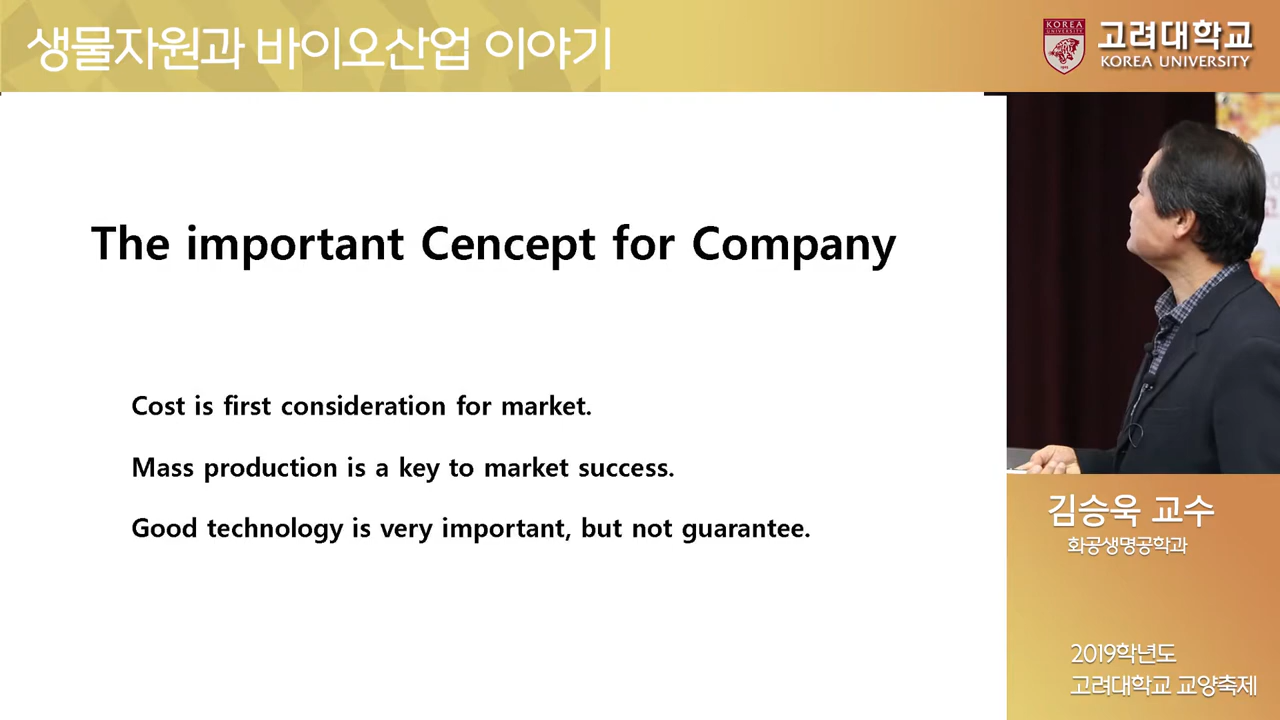 생물자원과 바이오산업 이야기
KOREA
UNIVERSITY
고려대학교
KOREA UNIVERSITY
The important Cencept for Company
Cost is first consideration for market.
Mass production is a key to market success.
Good technology is very important, but not guarantee.
김승욱 교수
화공생명공학과
2019학년도
고려대학교 교양축제